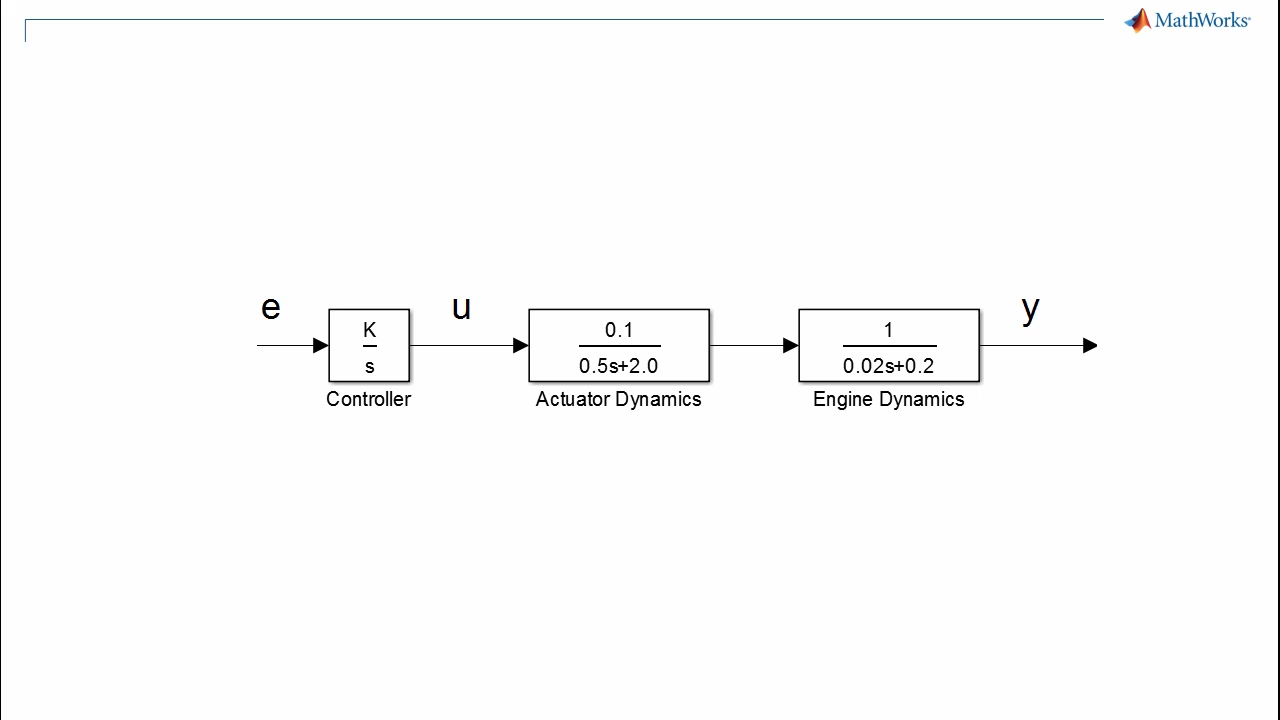 MathWorks®
e
u
y
K
s
0.1
0.5s+2.0
1
0.02s+0.2
Controller
Actuator Dynamics
Engine Dynamics